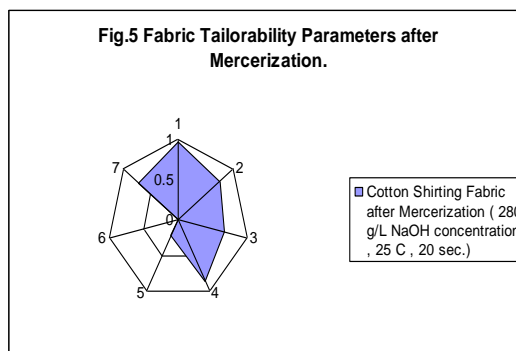 Fig.5 Fabric Tailorability Parameters after
Mercerization.
1
1
7
2
0.5
0
6
3
5
4
Cotton Shirting Fabric
after Mercerization ( 280
g/L NaOH concentration
, 25 C , 20 sec.)